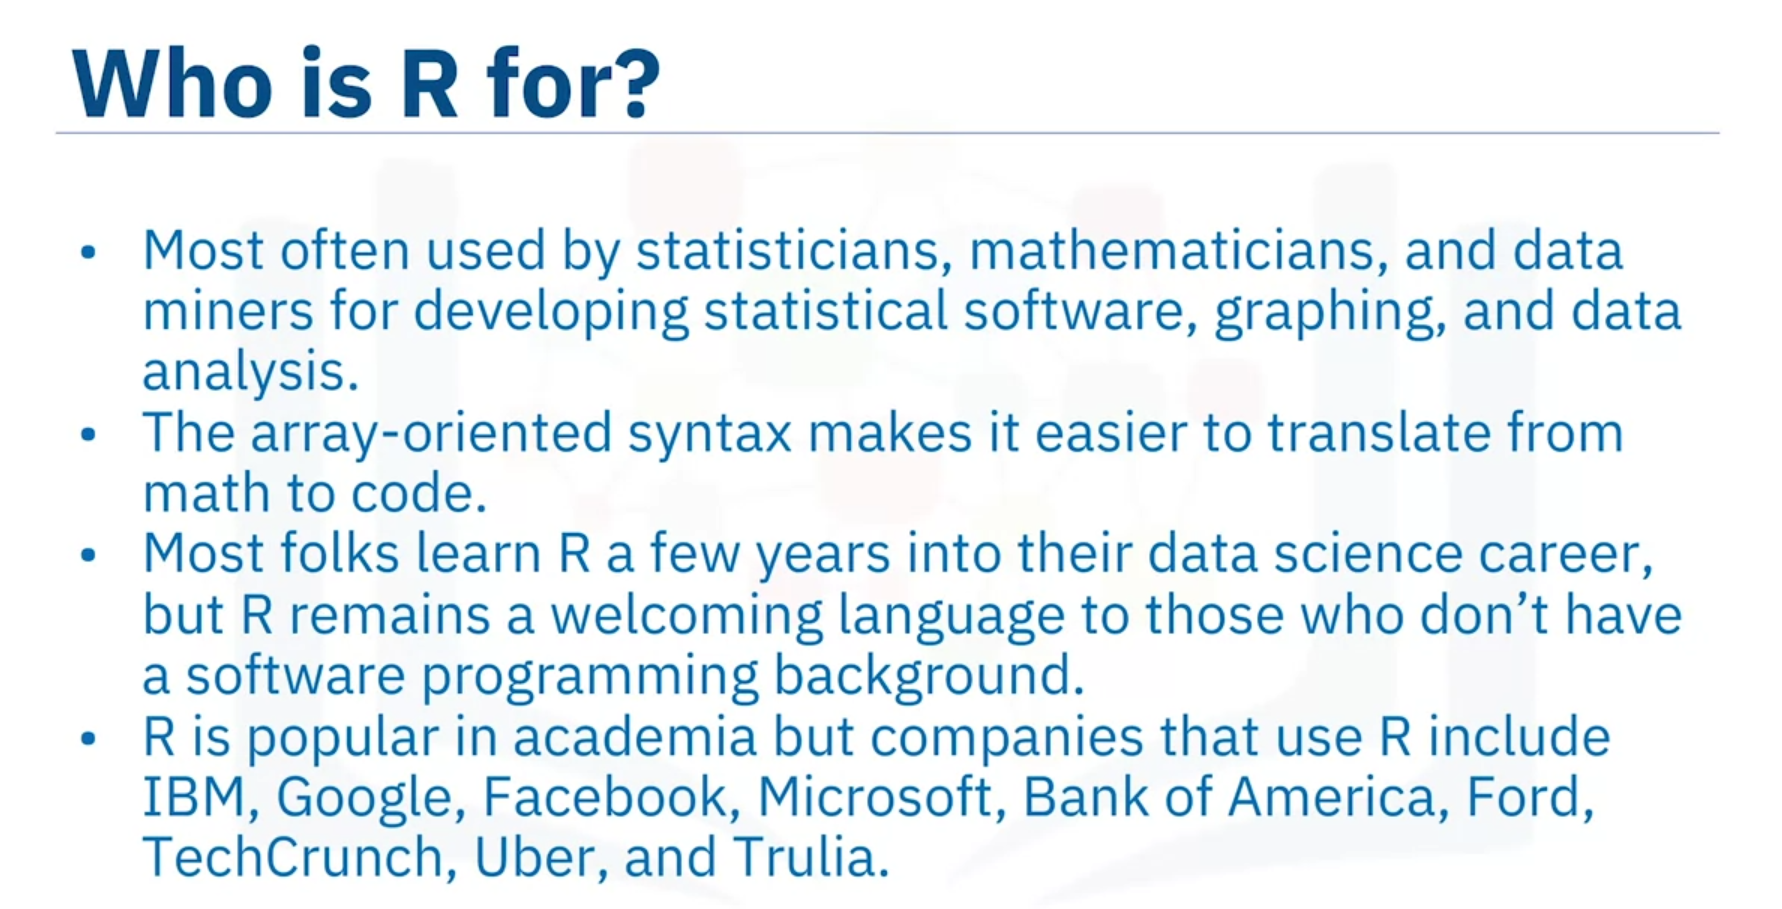 Who is R for?
• Most often used by statisticians, mathematicians, and data
miners for developing statistical software, graphing, and data
analysis.
• The array-oriented syntax makes it easier to translate from
math to code.
• Most folks learn R a few years into their data science career,
but R remains a welcoming language to those who don’t have
a software programming background.
• R is popular in academia but companies that use R include
IBM, Google, Facebook, Microsoft, Bank of America, Ford,
TechCrunch, Uber, and Trulia.